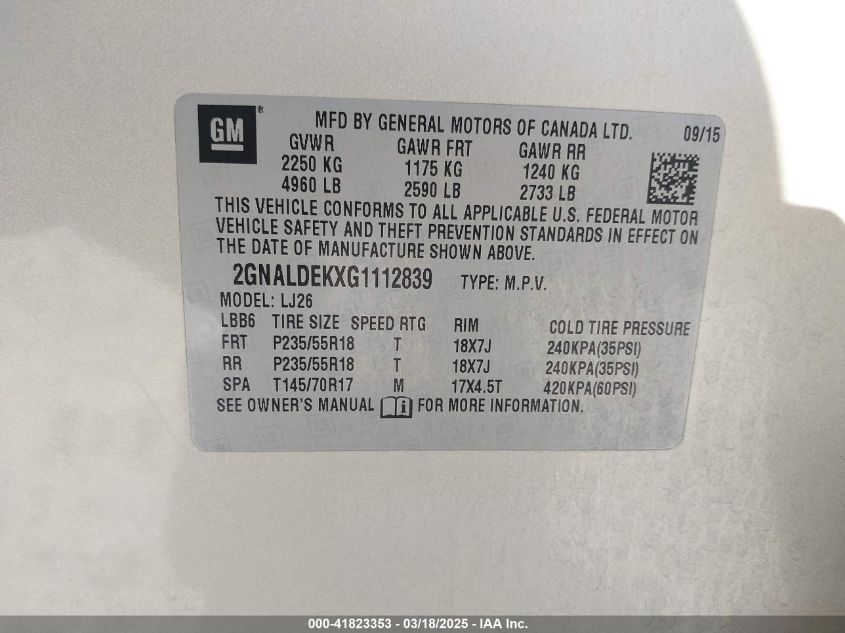 GM ® MFD BY GENERAL MOTORS OF CANADA LTD. 09/15
GVWR GAWR FRT GAWR RR
2250 KG 1175 KG 1240 KG
4960 LB 2590 LB 2733 LB
THIS VEHICLE CONFORMS TO ALL APPLICABLE U.S. FEDERAL MOTOR
VEHICLE SAFETY AND THEFT PREVENTION STANDARDS IN EFFECT ON
THE DATE OF MANUFACTURE SHOWN ABOVE.
2GNALDEKXG1112839 TYPE: M.P.V.
MODEL: LJ26
LBB6 TIRE SIZE SPEED RTG RIM COLD TIRE PRESSURE
FRT P235/55R18 T 18X7J 240KPA(35PSI)
RR P235/55R18 T 18X7J 240KPA(35PSI)
SPA T145/70R17 M 17X4.5T 420KPA(60PSI)
SEE OWNER'S MANUAL i FOR MORE INFORMATION.
000-41823353 — 03/18/2025 — IAA Inc.